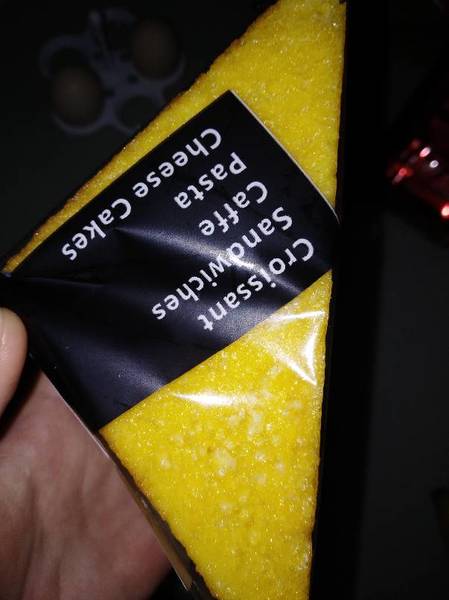 Croissant
Sandwiches
Caffe
Pasta
Cheese Cakes